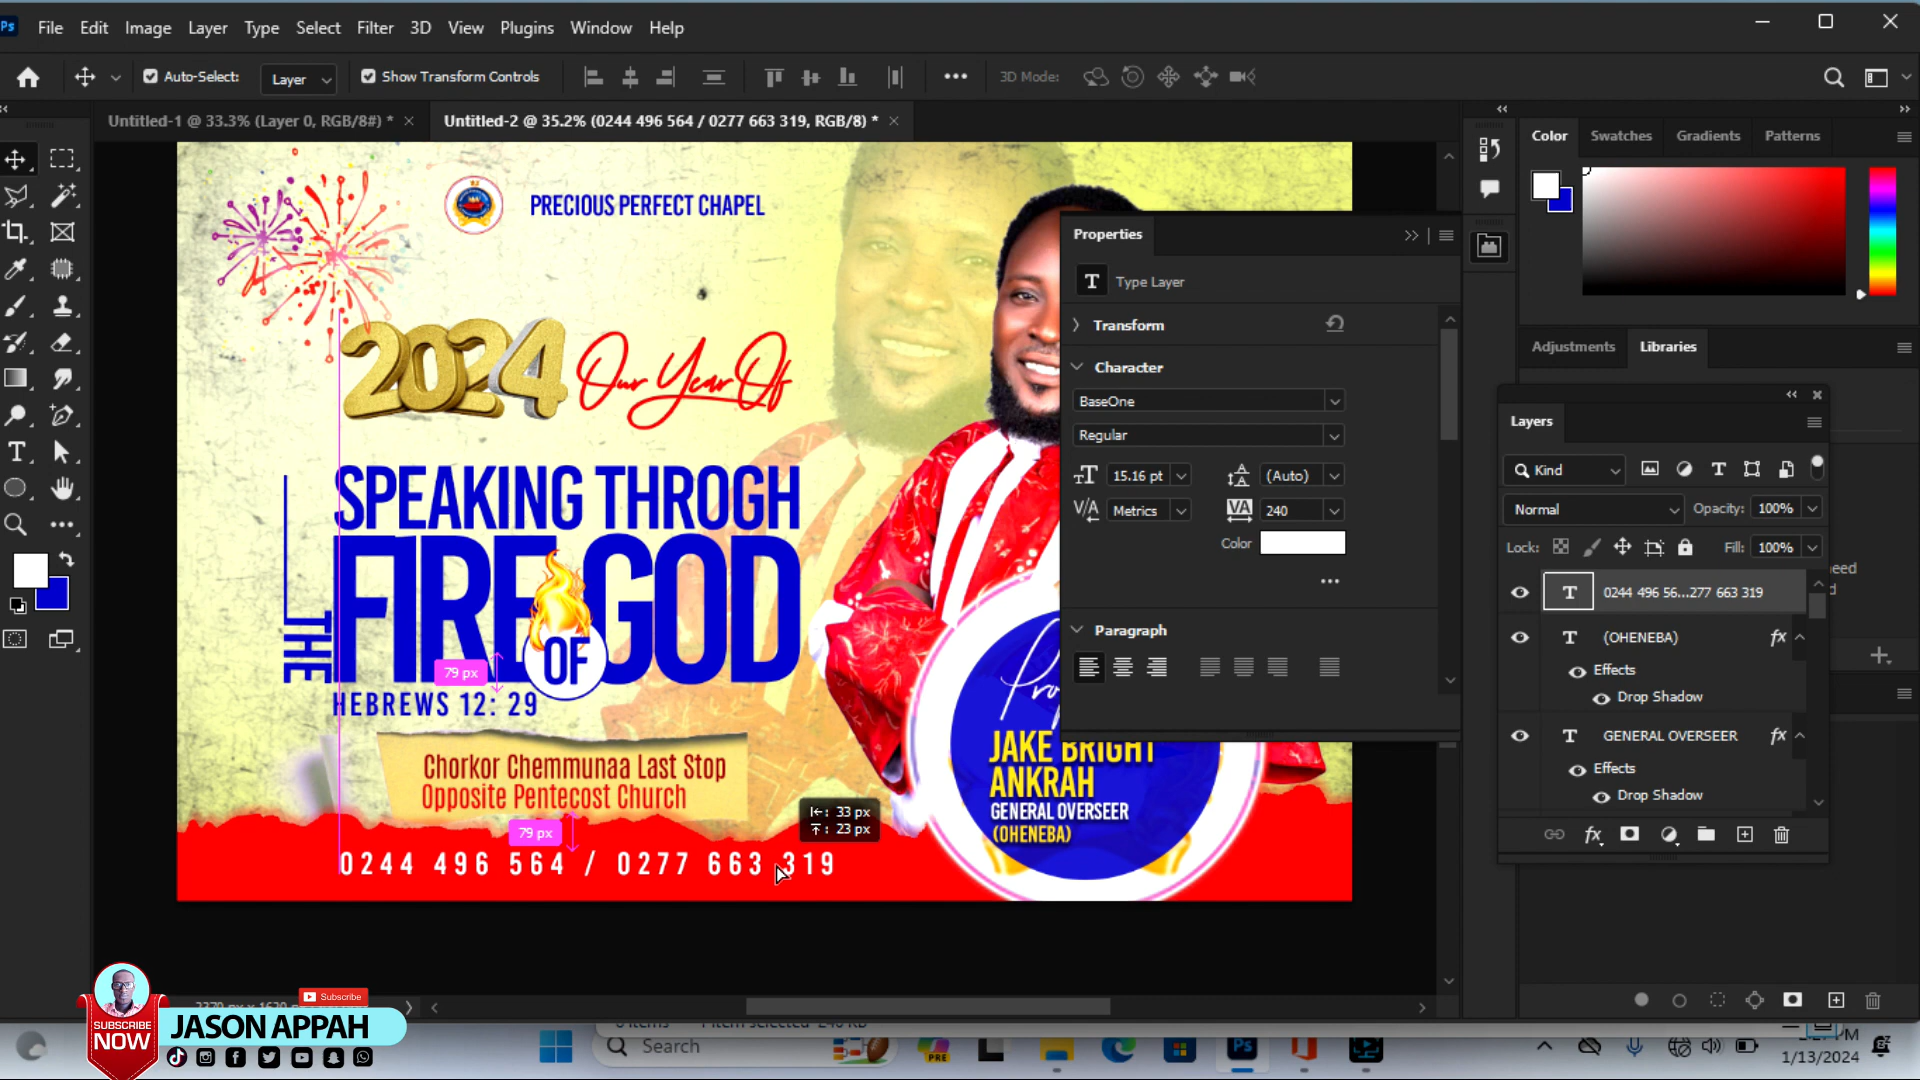 Ps File Edit Image Layer Type Select Filter 3D View Plugins Window Help
Auto-Select: Layer Show Transform Controls 3D Mode:
Untitled-1 @ 33.3% (Layer 0, RGB/8#) * Untitled-2 @ 35.2% (0244 496 564 / 0277 663 319, RGB/8) *
Color Swatches Gradients Patterns
PRECIOUS PERFECT CHAPEL
2024 Our Year Of
SPEAKING THROGH
THE FIRE OF GOD
79 px
HEBREWS 12: 29
Chorkor Chemmunaa Last Stop
Opposite Pentecost Church
79 px
33 px
23 px
0244 496 564 / 0277 663 319
JAKE BRIGHT
ANKRAH
GENERAL OVERSEER
(OHENEBA)
Properties
T Type Layer
Transform
Character
BaseOne
Regular
15.16 pt (Auto)
Metrics 240
Color
Paragraph
Adjustments Libraries
Layers
Kind
Normal Opacity: 100%
Lock: Fill: 100%
T 0244 496 56...277 663 319
T (OHENEBA) fx
Effects
Drop Shadow
T GENERAL OVERSEER fx
Effects
Drop Shadow
Subscribe
SUBSCRIBE
NOW
JASON APPAH
Search
PRE
Ps
1/13/2024